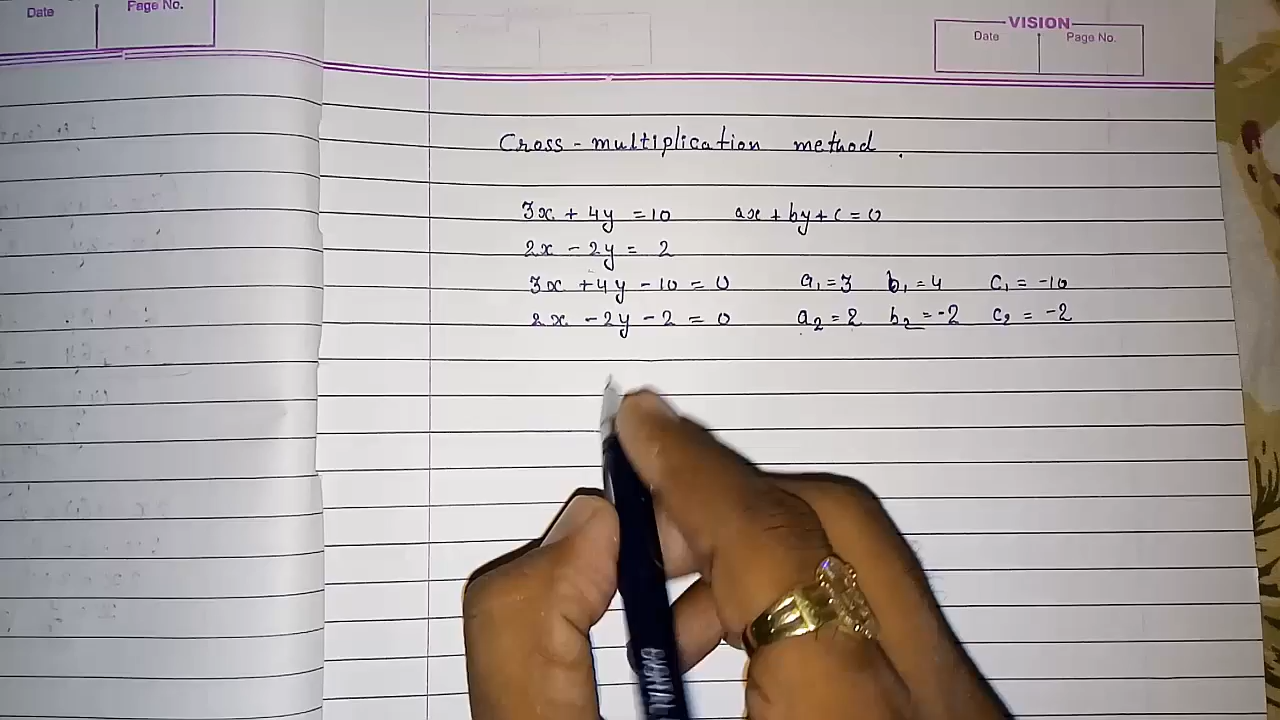 Date Page No.
VISION
Date Page No.
Cross-multiplication method.
3x + 4y = 10 ax + by + c = 0
2x - 2y = 2
3x + 4y - 10 = 0 a₁ = 3 b₁ = 4 c₁ = -10
2x - 2y - 2 = 0 a₂ = 2 b₂ = -2 c₂ = -2